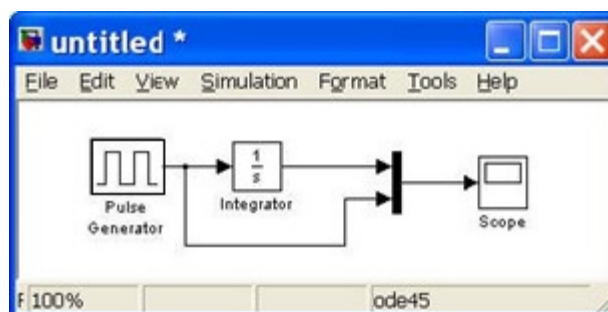 untitled *
File Edit View Simulation Format Tools Help
1
s
Pulse
Generator
Integrator
Scope
F 100% ode45